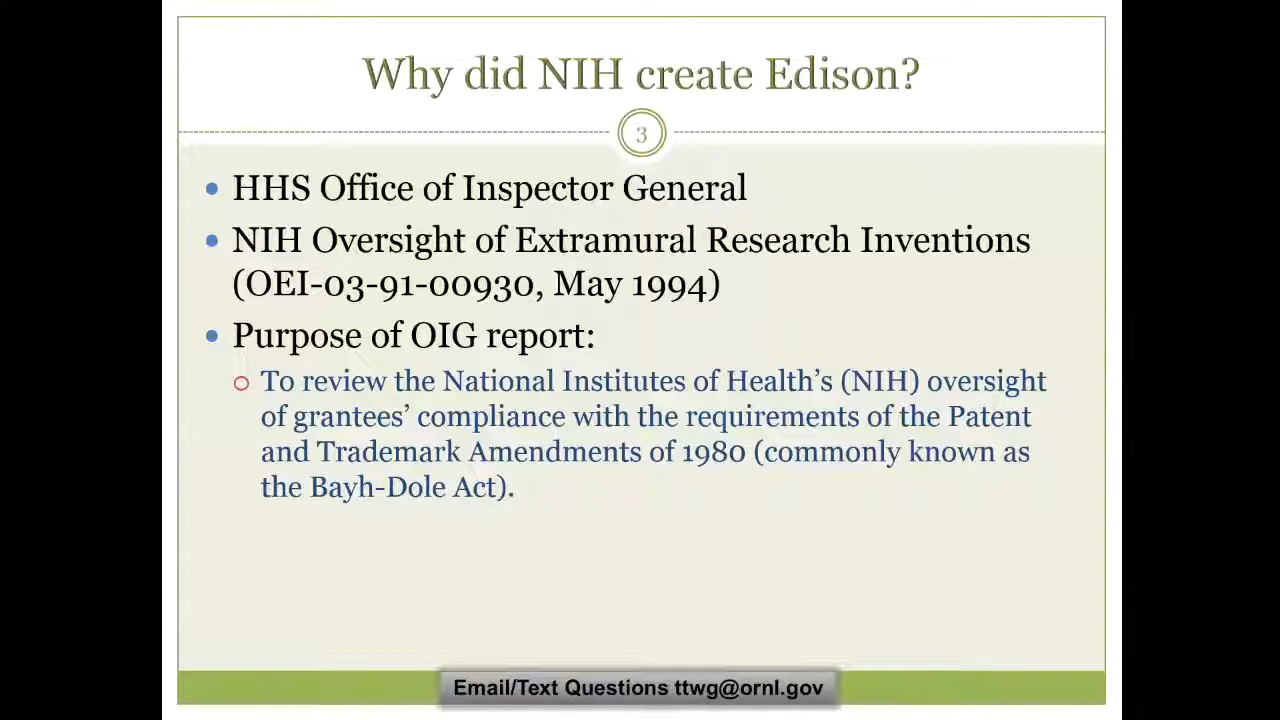 Why did NIH create Edison?
3
HHS Office of Inspector General
NIH Oversight of Extramural Research Inventions
(OEI-03-91-00930, May 1994)
Purpose of OIG report:
To review the National Institutes of Health’s (NIH) oversight
of grantees’ compliance with the requirements of the Patent
and Trademark Amendments of 1980 (commonly known as
the Bayh-Dole Act).
Email/Text Questions ttwg@ornl.gov